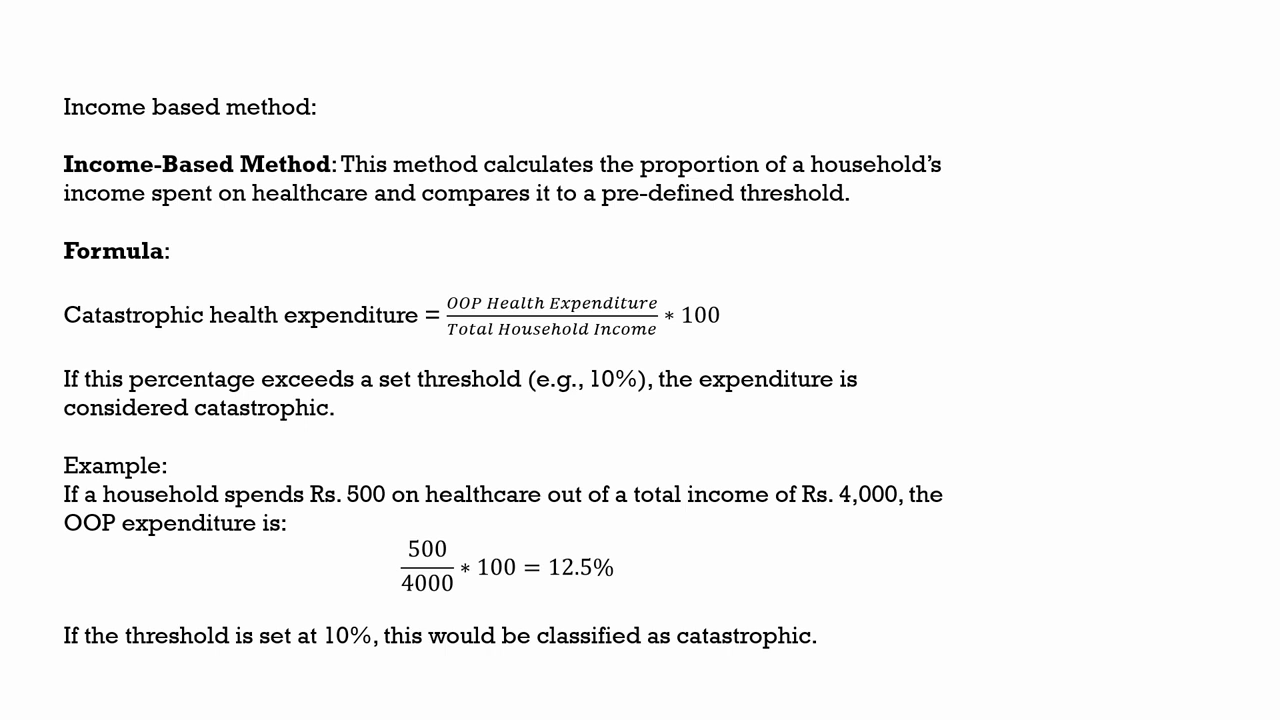 Income based method:
Income-Based Method: This method calculates the proportion of a household’s
income spent on healthcare and compares it to a pre-defined threshold.
Formula:
Catastrophic health expenditure = \frac{OOP Health Expenditure}{Total Household Income} * 100
If this percentage exceeds a set threshold (e.g., 10%), the expenditure is
considered catastrophic.
Example:
If a household spends Rs. 500 on healthcare out of a total income of Rs. 4,000, the
OOP expenditure is:
\frac{500}{4000} * 100 = 12.5%
If the threshold is set at 10%, this would be classified as catastrophic.